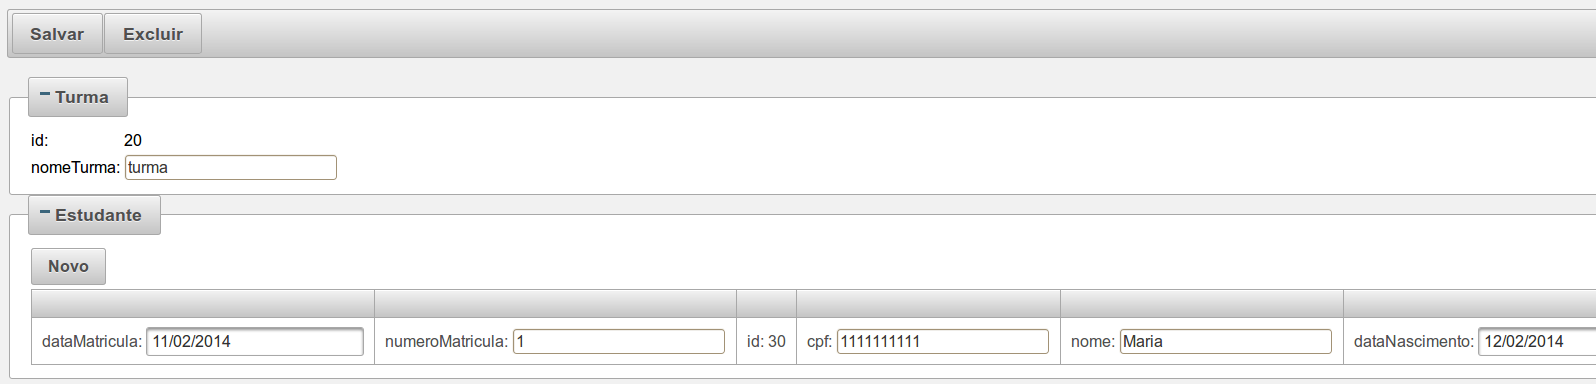 Salvar Excluir
Turma
id: 20
nomeTurma: turma
Estudante
Novo
dataMatricula: 11/02/2014 numeroMatricula: 1 id: 30 cpf: 1111111111 nome: Maria dataNascimento: 12/02/2014